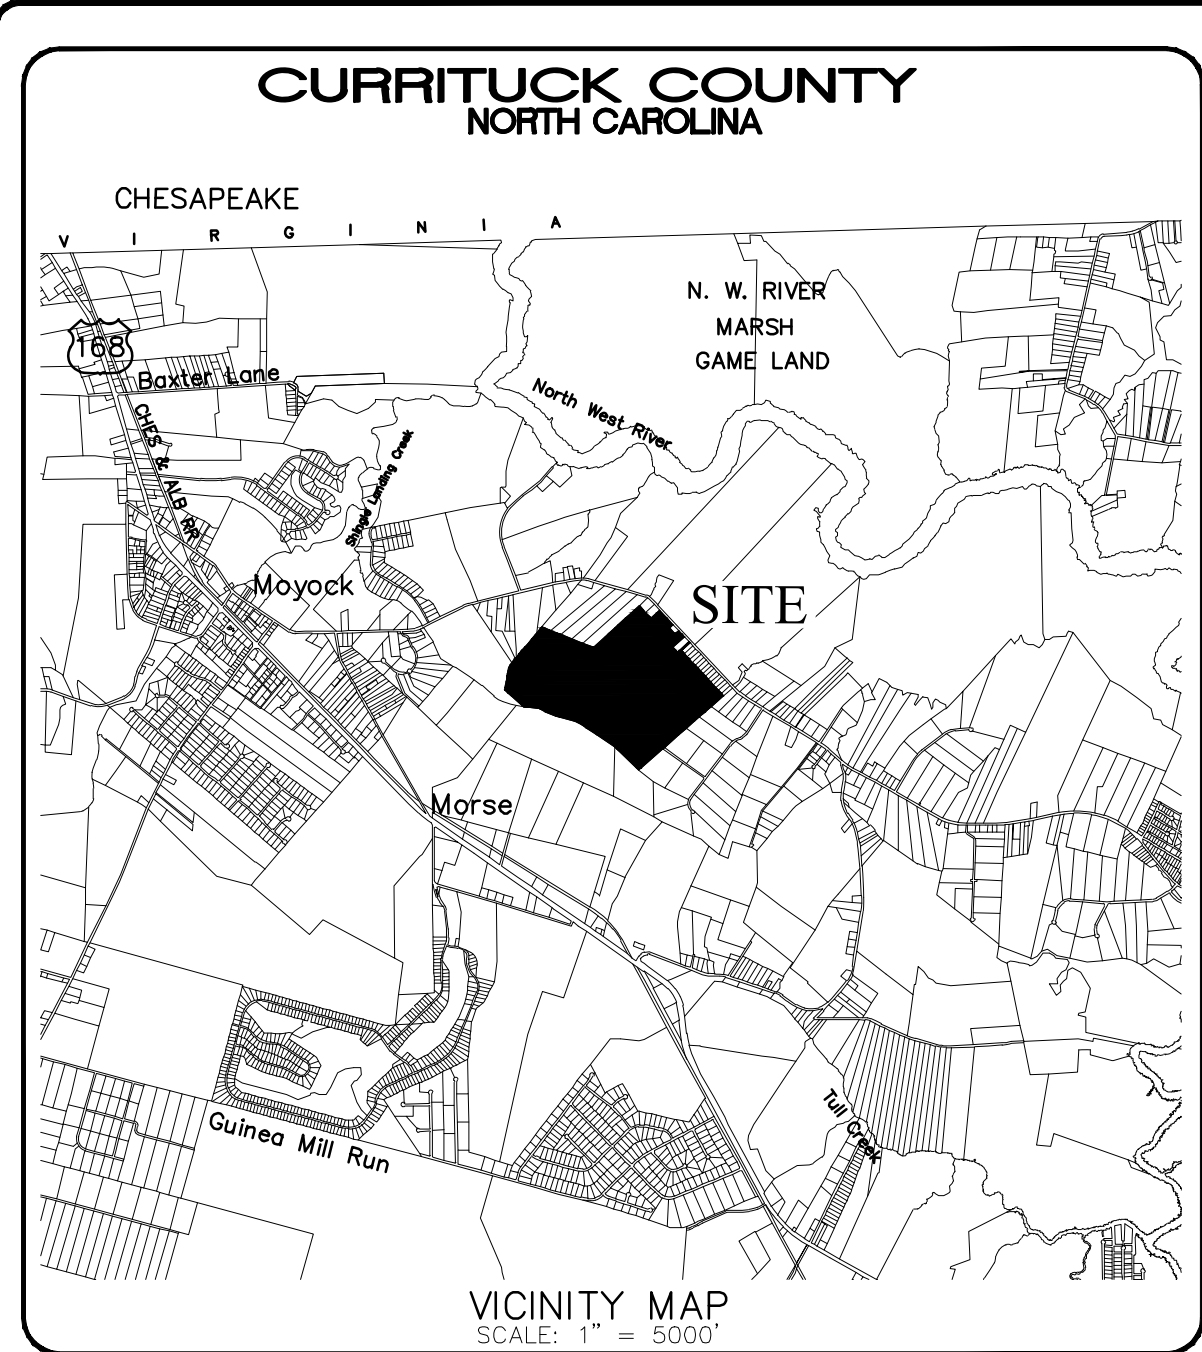 CURRITUCK COUNTY
NORTH CAROLINA
CHESAPEAKE
V I R G I N I A
N. W. RIVER
MARSH
GAME LAND
168
Baxter Lane
North West River
CHES & ALB RR
Shingle Landing Creek
Moyock
SITE
Morse
Tull Creek
Guinea Mill Run
VICINITY MAP
SCALE: 1" = 5000'